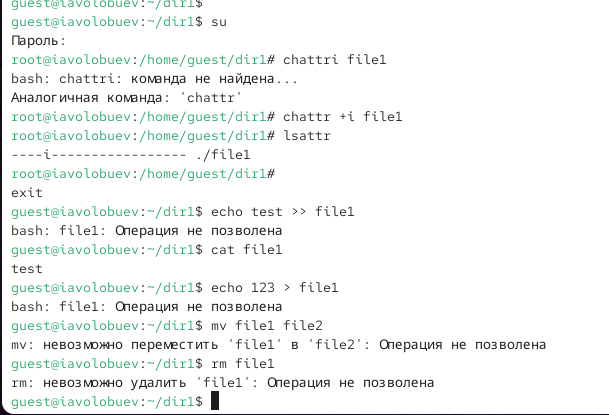 guest@iavolobuev:~/dir1$
guest@iavolobuev:~/dir1$ su
Пароль:
root@iavolobuev:/home/guest/dir1# chattri file1
bash: chattri: команда не найдена...
Аналогичная команда: 'chattr'
root@iavolobuev:/home/guest/dir1# chattr +i file1
root@iavolobuev:/home/guest/dir1# lsattr
----i----------------- ./file1
root@iavolobuev:/home/guest/dir1#
exit
guest@iavolobuev:~/dir1$ echo test >> file1
bash: file1: Операция не позволена
guest@iavolobuev:~/dir1$ cat file1
test
guest@iavolobuev:~/dir1$ echo 123 > file1
bash: file1: Операция не позволена
guest@iavolobuev:~/dir1$ mv file1 file2
mv: невозможно переместить 'file1' в 'file2': Операция не позволена
guest@iavolobuev:~/dir1$ rm file1
rm: невозможно удалить 'file1': Операция не позволена
guest@iavolobuev:~/dir1$